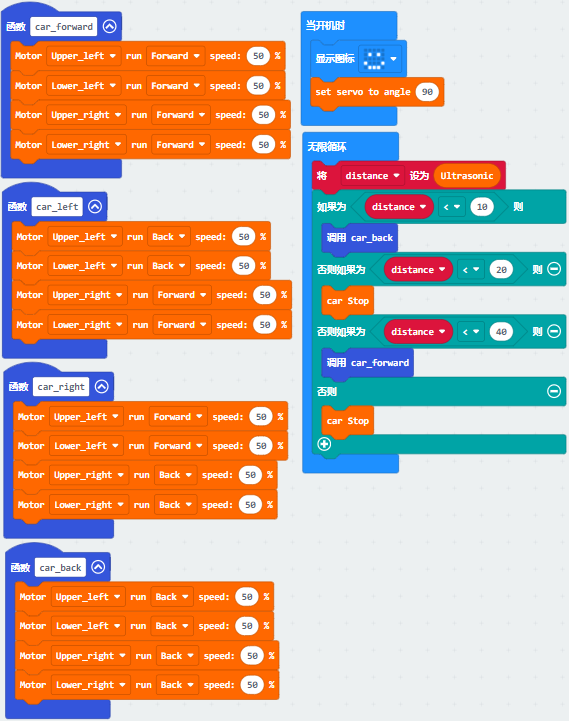 函数 car_forward
Motor Upper_left run Forward speed: 50 %
Motor Lower_left run Forward speed: 50 %
Motor Upper_right run Forward speed: 50 %
Motor Lower_right run Forward speed: 50 %
函数 car_left
Motor Upper_left run Back speed: 50 %
Motor Lower_left run Back speed: 50 %
Motor Upper_right run Forward speed: 50 %
Motor Lower_right run Forward speed: 50 %
函数 car_right
Motor Upper_left run Forward speed: 50 %
Motor Lower_left run Forward speed: 50 %
Motor Upper_right run Back speed: 50 %
Motor Lower_right run Back speed: 50 %
函数 car_back
Motor Upper_left run Back speed: 50 %
Motor Lower_left run Back speed: 50 %
Motor Upper_right run Back speed: 50 %
Motor Lower_right run Back speed: 50 %
当开机时
显示图标
set servo to angle 90
无限循环
将 distance 设为 Ultrasonic
如果为 distance < 10 则
调用 car_back
否则如果为 distance < 20 则
car Stop
否则如果为 distance < 40 则
调用 car_forward
否则
car Stop